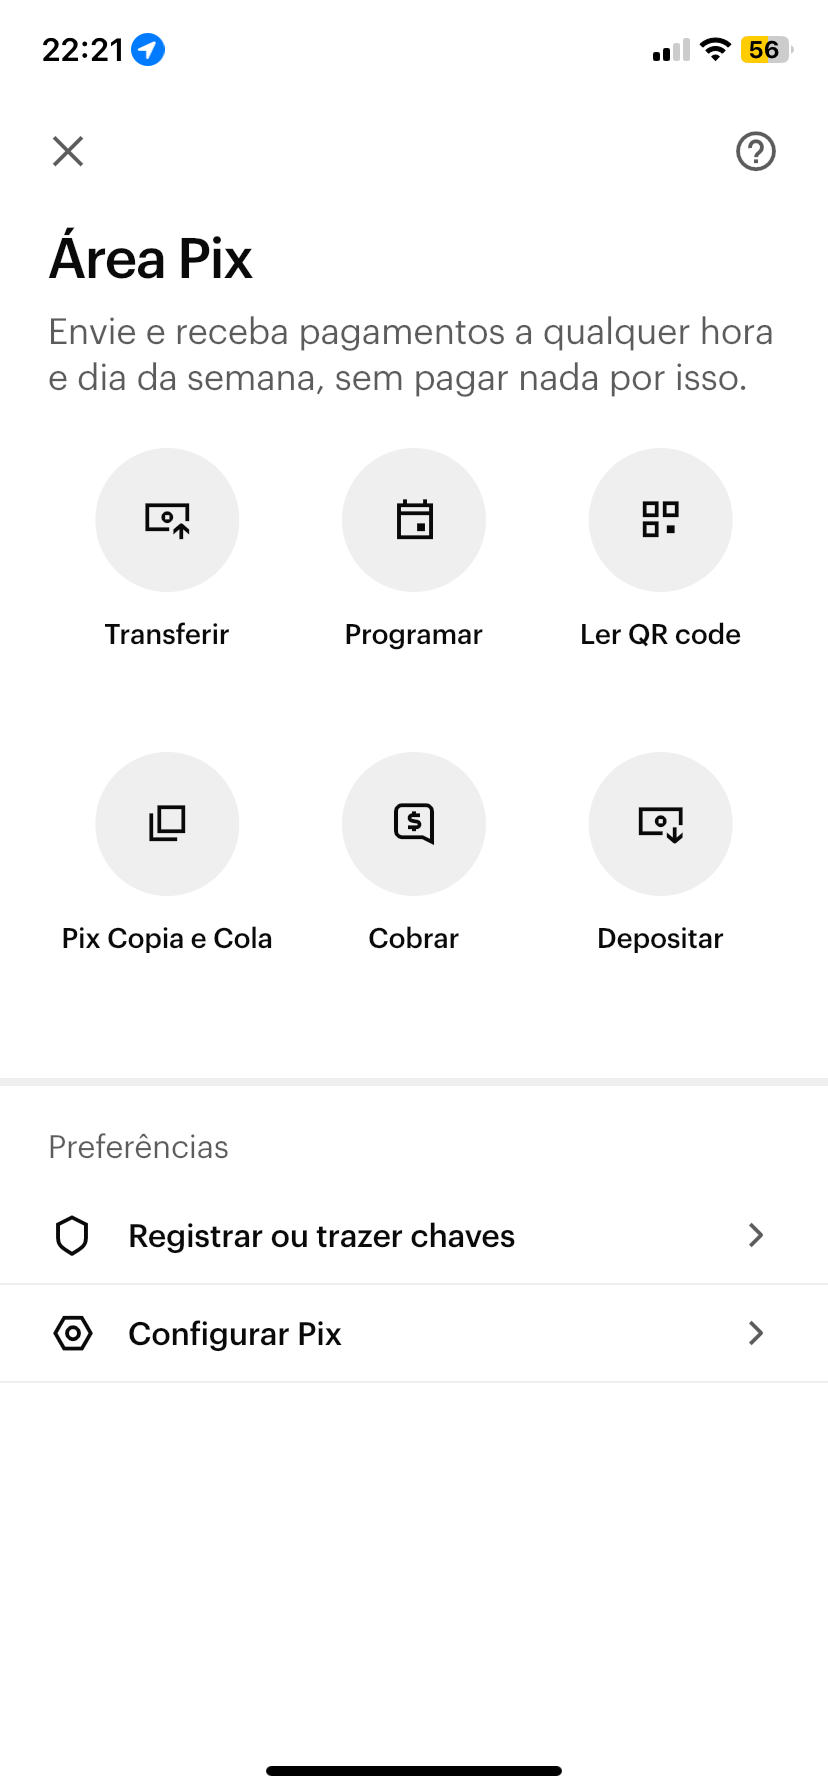 22:21
56
Área Pix
Envie e receba pagamentos a qualquer hora
e dia da semana, sem pagar nada por isso.
Transferir
Programar
Ler QR code
Pix Copia e Cola
Cobrar
Depositar
Preferências
Registrar ou trazer chaves
Configurar Pix